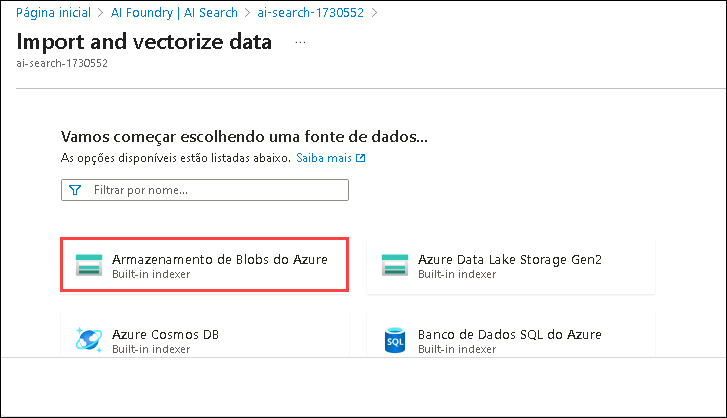 Página inicial > AI Foundry | AI Search > ai-search-1730552 >
Import and vectorize data ...
ai-search-1730552
Vamos começar escolhendo uma fonte de dados...
As opções disponíveis estão listadas abaixo. Saiba mais
Filtrar por nome...
Armazenamento de Blobs do Azure
Built-in indexer
Azure Data Lake Storage Gen2
Built-in indexer
Azure Cosmos DB
Built-in indexer
SQL
Banco de Dados SQL do Azure
Built-in indexer